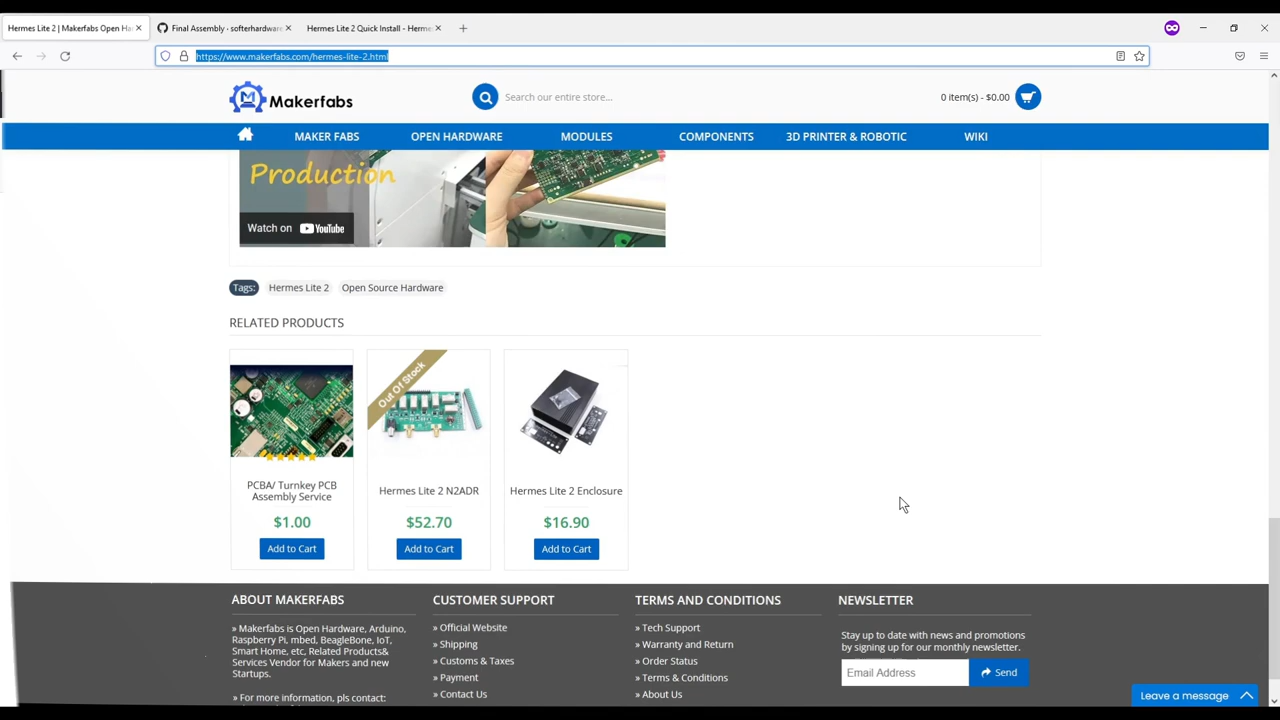 Hermes Lite 2 | Makerfabs Open Ha
Final Assembly · softerhardware
Hermes Lite 2 Quick Install - Herme
https://www.makerfabs.com/hermes-lite-2.html
Makerfabs
Search our entire store...
0 item(s) - $0.00
MAKER FABS
OPEN HARDWARE
MODULES
COMPONENTS
3D PRINTER & ROBOTIC
WIKI
Production
Watch on YouTube
Tags: Hermes Lite 2 Open Source Hardware
RELATED PRODUCTS
Out Of Stock
PCBA/ Turnkey PCB
Assembly Service
$1.00
Add to Cart
Hermes Lite 2 N2ADR
$52.70
Add to Cart
Hermes Lite 2 Enclosure
$16.90
Add to Cart
ABOUT MAKERFABS
» Makerfabs is Open Hardware, Arduino,
Raspberry Pi, mbed, BeagleBone, IoT,
Smart Home, etc, Related Products&
Services Vendor for Makers and new
Startups.
» For more information, pls contact:
CUSTOMER SUPPORT
» Official Website
» Shipping
» Customs & Taxes
» Payment
» Contact Us
TERMS AND CONDITIONS
» Tech Support
» Warranty and Return
» Order Status
» Terms & Conditions
» About Us
NEWSLETTER
Stay up to date with news and promotions
by signing up for our monthly newsletter.
Email Address
Send
Leave a message